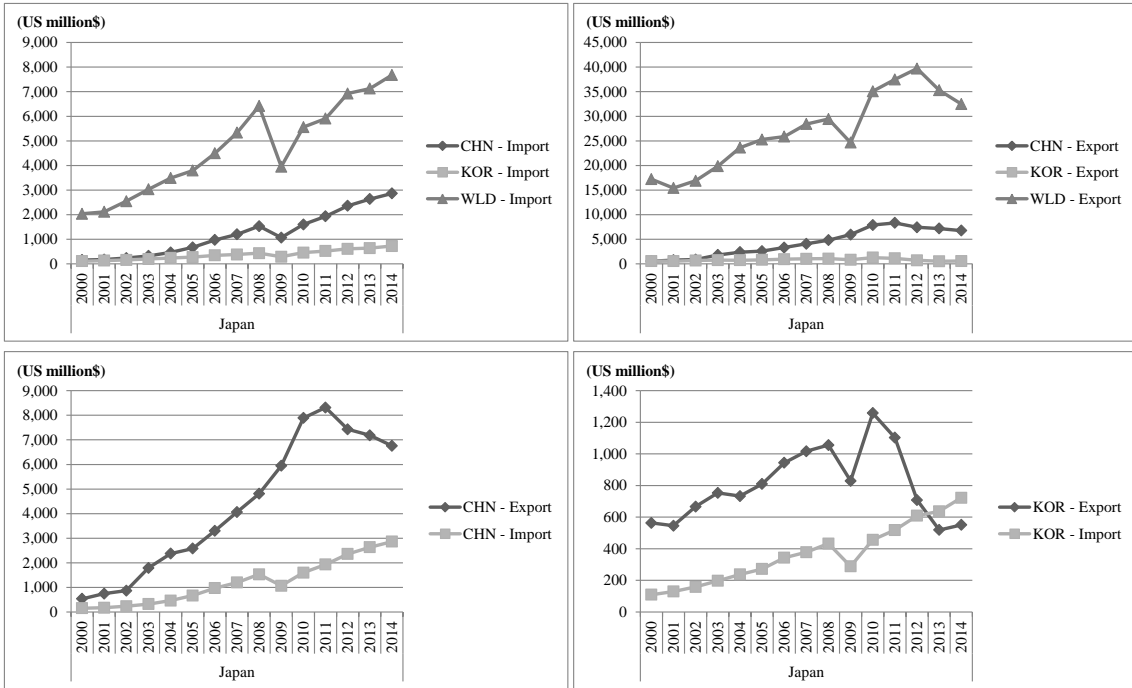 (US million$)
9,000
8,000
7,000
6,000
5,000
4,000
3,000
2,000
1,000
0
2000 2001 2002 2003 2004 2005 2006 2007 2008 2009 2010 2011 2012 2013 2014
Japan
CHN - Import
KOR - Import
WLD - Import
(US million$)
45,000
40,000
35,000
30,000
25,000
20,000
15,000
10,000
5,000
0
2000 2001 2002 2003 2004 2005 2006 2007 2008 2009 2010 2011 2012 2013 2014
Japan
CHN - Export
KOR - Export
WLD - Export
(US million$)
9,000
8,000
7,000
6,000
5,000
4,000
3,000
2,000
1,000
0
2000 2001 2002 2003 2004 2005 2006 2007 2008 2009 2010 2011 2012 2013 2014
Japan
CHN - Export
CHN - Import
(US million$)
1,400
1,200
1,000
800
600
400
200
0
2000 2001 2002 2003 2004 2005 2006 2007 2008 2009 2010 2011 2012 2013 2014
Japan
KOR - Export
KOR - Import